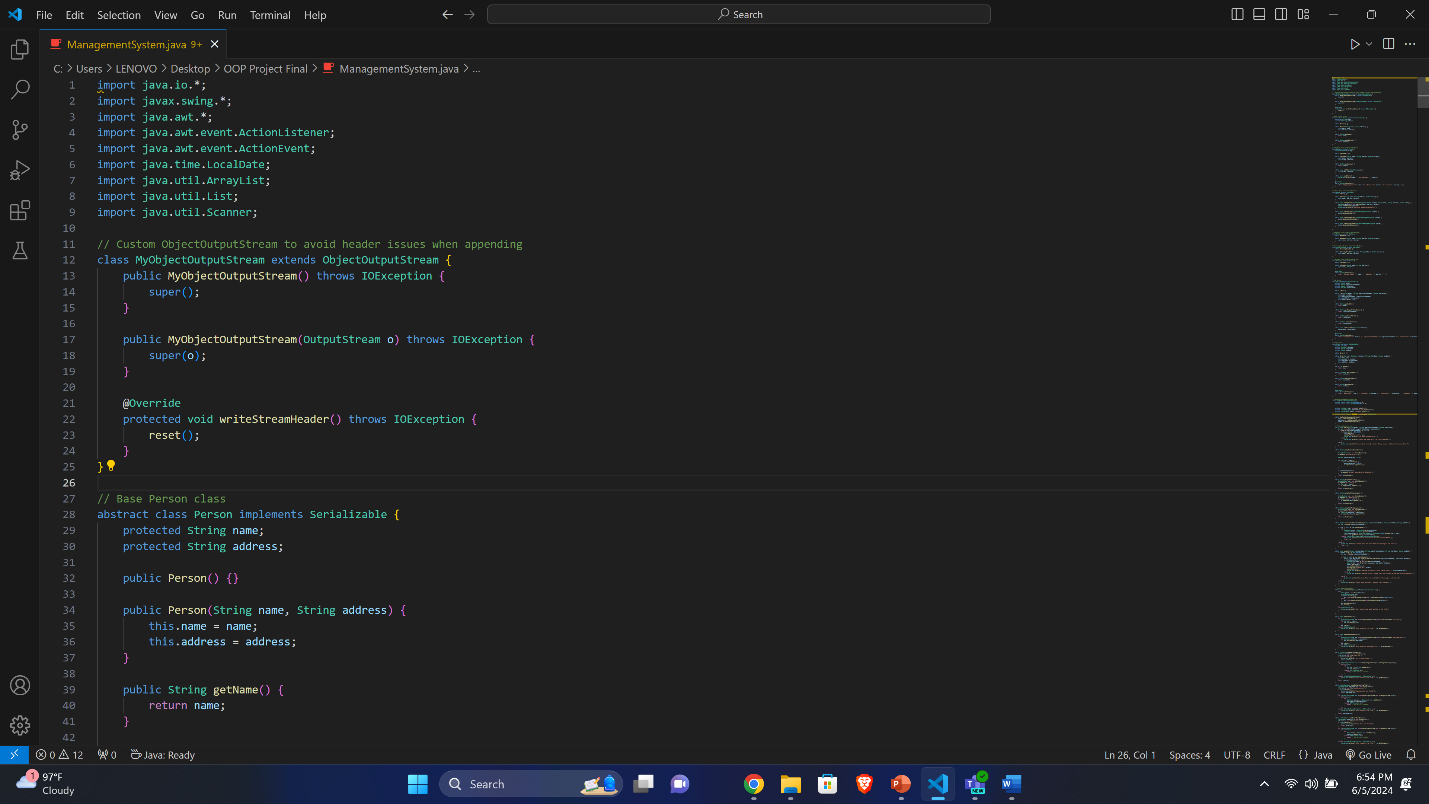 File Edit Selection View Go Run Terminal Help
Search
ManagementSystem.java 9+
C: > Users > LENOVO > Desktop > OOP Project Final > ManagementSystem.java > ...
1 import java.io.*;
2 import javax.swing.*;
3 import java.awt.*;
4 import java.awt.event.ActionListener;
5 import java.awt.event.ActionEvent;
6 import java.time.LocalDate;
7 import java.util.ArrayList;
8 import java.util.List;
9 import java.util.Scanner;
10
11 // Custom ObjectOutputStream to avoid header issues when appending
12 class MyObjectOutputStream extends ObjectOutputStream {
13     public MyObjectOutputStream() throws IOException {
14         super();
15     }
16
17     public MyObjectOutputStream(OutputStream o) throws IOException {
18         super(o);
19     }
20
21     @Override
22     protected void writeStreamHeader() throws IOException {
23         reset();
24     }
25 }
26
27 // Base Person class
28 abstract class Person implements Serializable {
29     protected String name;
30     protected String address;
31
32     public Person() {}
33
34     public Person(String name, String address) {
35         this.name = name;
36         this.address = address;
37     }
38
39     public String getName() {
40         return name;
41     }
42
0 12 0 Java: Ready Ln 26, Col 1 Spaces: 4 UTF-8 CRLF {} Java Go Live
1 97°F
Cloudy
Search
NEW
6:54 PM
6/5/2024